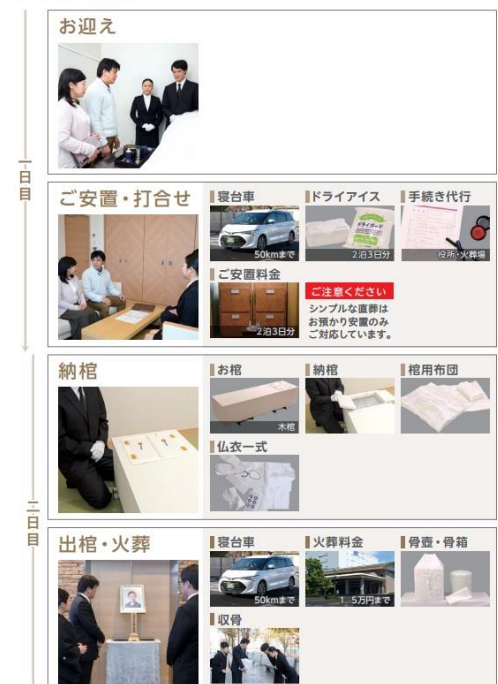 一日目
お迎え
ご安置・打合せ
寝台車
50kmまで
ドライアイス
2泊3日分
手続き代行
役所・火葬場
ご安置料金
2泊3日分
ご注意ください
シンプルな直葬は
お預かり安置のみ
ご対応しています。
二日目
納棺
お棺
木棺
納棺
棺用布団
仏衣一式
出棺・火葬
寝台車
50kmまで
火葬料金
1.5万円まで
骨壺・骨箱
収骨